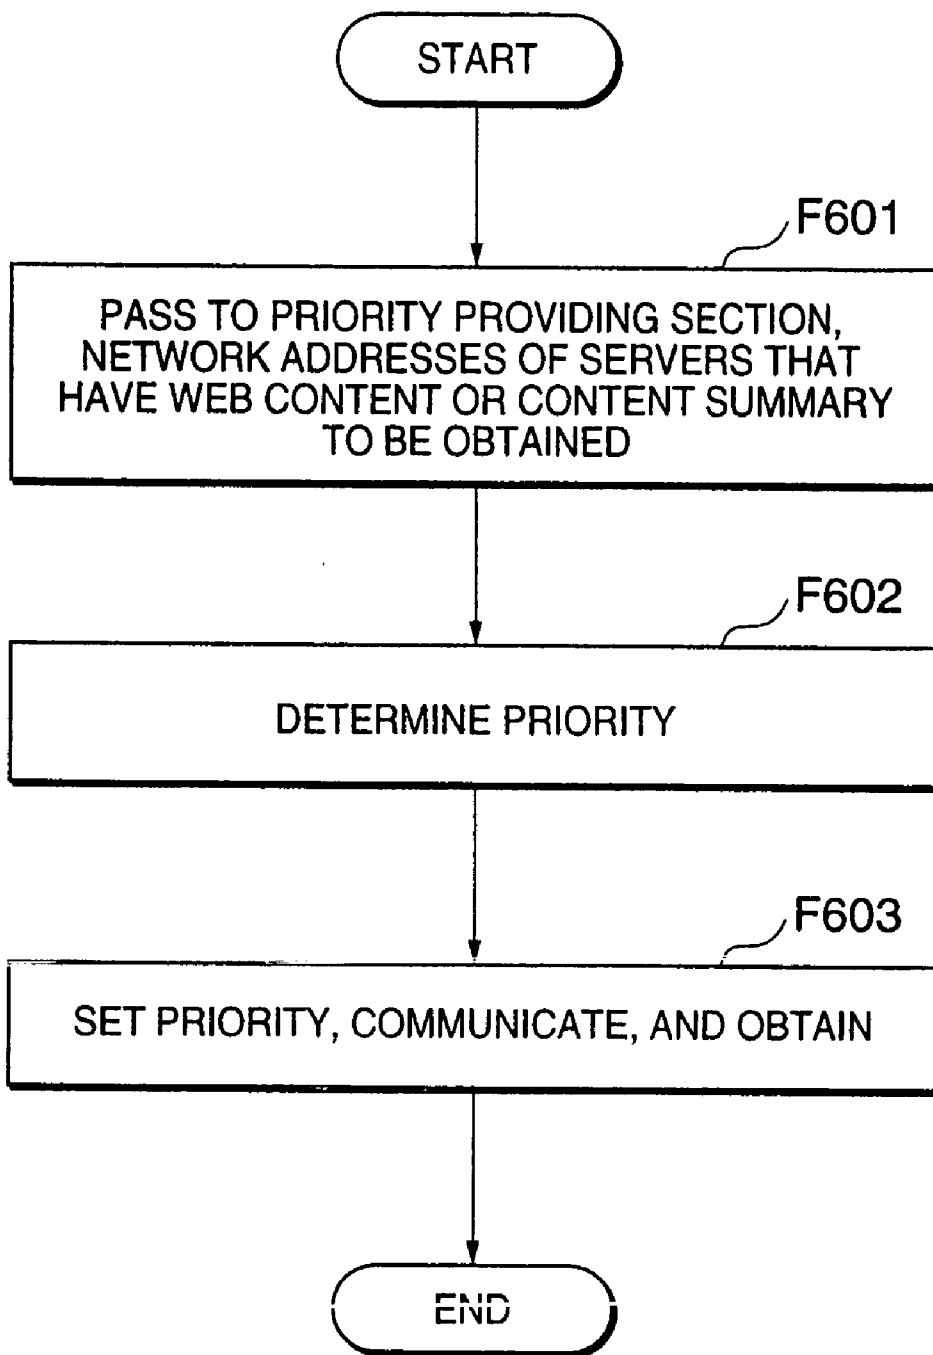 START
F601
PASS TO PRIORITY PROVIDING SECTION,
NETWORK ADDRESSES OF SERVERS THAT
HAVE WEB CONTENT OR CONTENT SUMMARY
TO BE OBTAINED
F602
DETERMINE PRIORITY
F603
SET PRIORITY, COMMUNICATE, AND OBTAIN
END